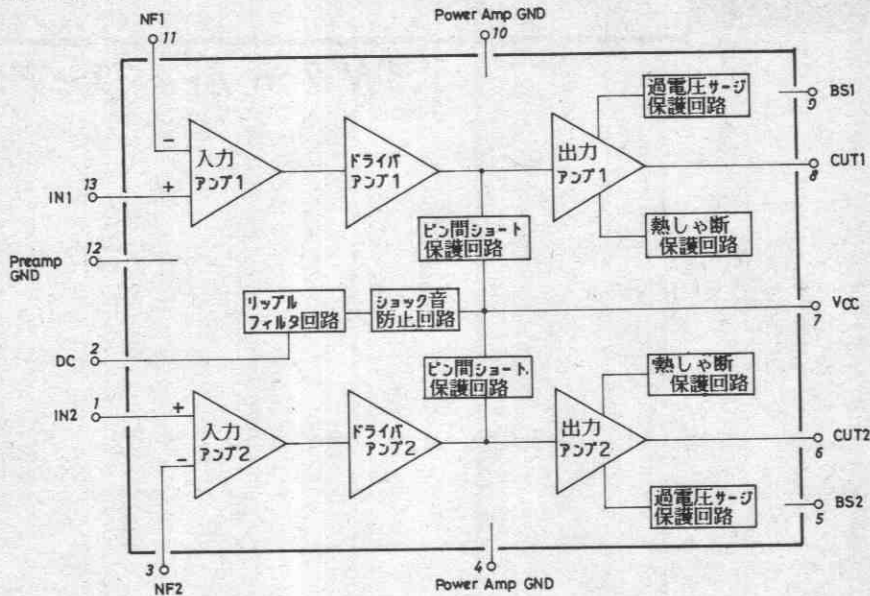 Power Amp GND
10
NF1
11
過電圧サージ
保護回路
BS1
9
入力
アンプ1
ドライバ
アンプ1
出力
アンプ1
CUT1
8
13
IN1
-
+
ピン間ショート
保護回路
熱しゃ断
保護回路
12
Preamp
GND
リップル
フィルタ回路
ショック音
防止回路
VCC
7
DC
2
ピン間ショート
保護回路
熱しゃ断
保護回路
IN2
1
+
-
入力
アンプ2
ドライバ
アンプ2
出力
アンプ2
CUT2
6
過電圧サージ
保護回路
BS2
5
3
NF2
4
Power Amp GND